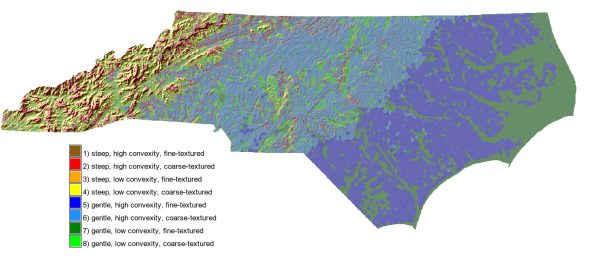 1) steep, high convexity, fine-textured
2) steep, high convexity, coarse-textured
3) steep, low convexity, fine-textured
4) steep, low convexity, coarse-textured
5) gentle, high convexity, fine-textured
6) gentle, high convexity, coarse-textured
7) gentle, low convexity, fine-textured
8) gentle, low convexity, coarse-textured